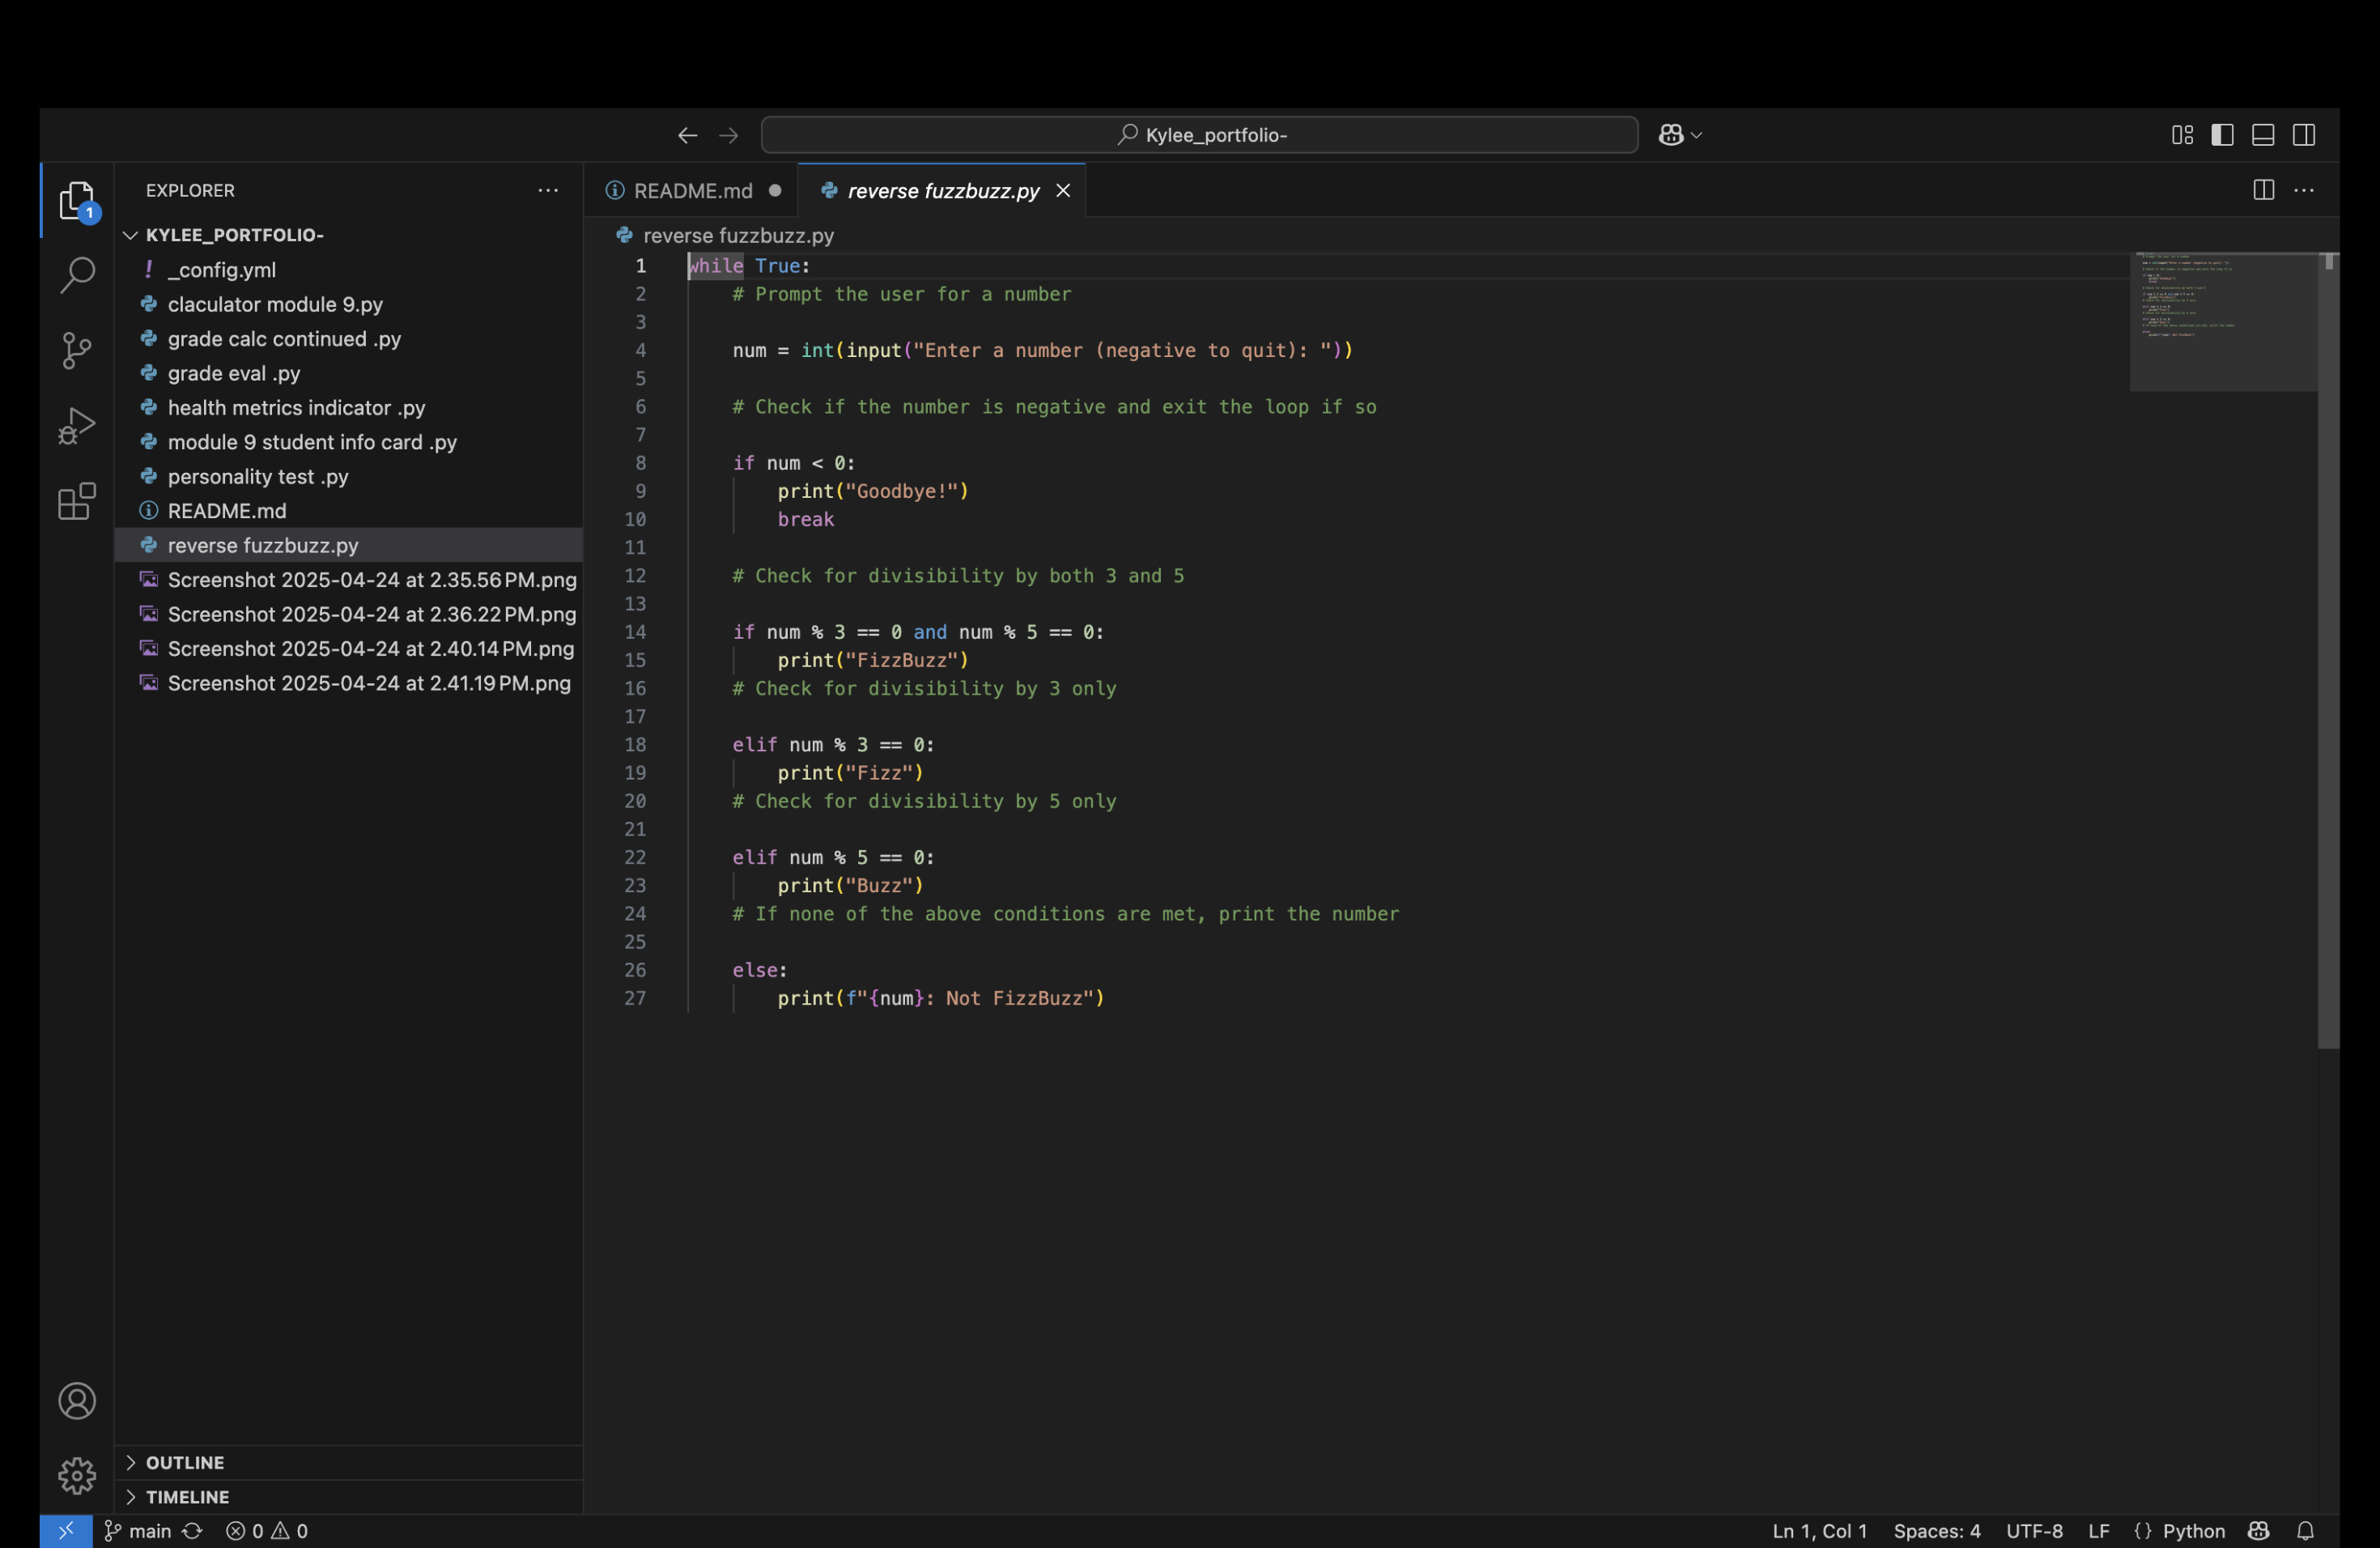 Kylee_portfolio-
EXPLORER
README.md
reverse fuzzbuzz.py
1
KYLEE_PORTFOLIO-
! _config.yml
claculator module 9.py
grade calc continued .py
grade eval .py
health metrics indicator .py
module 9 student info card .py
personality test .py
README.md
reverse fuzzbuzz.py
Screenshot 2025-04-24 at 2.35.56 PM.png
Screenshot 2025-04-24 at 2.36.22 PM.png
Screenshot 2025-04-24 at 2.40.14 PM.png
Screenshot 2025-04-24 at 2.41.19 PM.png
OUTLINE
TIMELINE
reverse fuzzbuzz.py
1 while True:
2     # Prompt the user for a number
3
4     num = int(input("Enter a number (negative to quit): "))
5
6     # Check if the number is negative and exit the loop if so
7
8     if num < 0:
9         print("Goodbye!")
10         break
11
12     # Check for divisibility by both 3 and 5
13
14     if num % 3 == 0 and num % 5 == 0:
15         print("FizzBuzz")
16     # Check for divisibility by 3 only
17
18     elif num % 3 == 0:
19         print("Fizz")
20     # Check for divisibility by 5 only
21
22     elif num % 5 == 0:
23         print("Buzz")
24     # If none of the above conditions are met, print the number
25
26     else:
27         print(f"{num}: Not FizzBuzz")
main 0 0
Ln 1, Col 1 Spaces: 4 UTF-8 LF {} Python